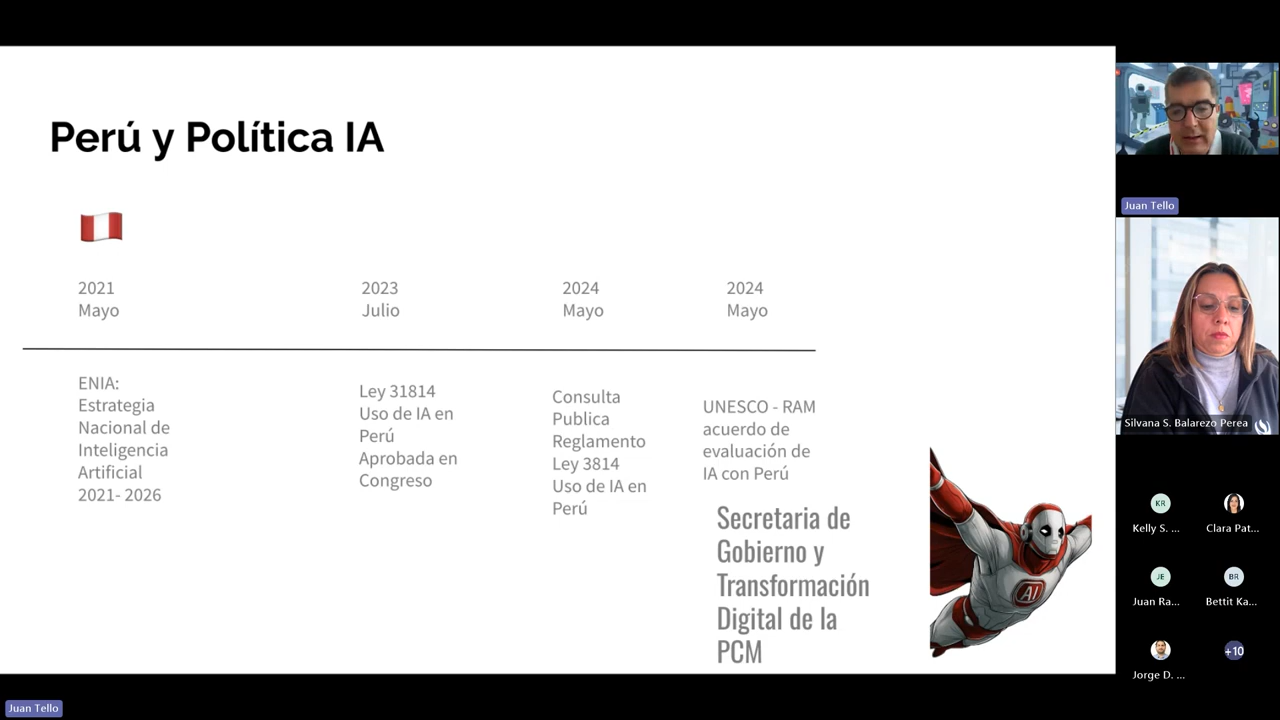 Perú y Política IA
2021
Mayo
2023
Julio
2024
Mayo
2024
Mayo
ENIA:
Estrategia
Nacional de
Inteligencia
Artificial
2021- 2026
Ley 31814
Uso de IA en
Perú
Aprobada en
Congreso
Consulta
Publica
Reglamento
Ley 3814
Uso de IA en
Perú
UNESCO - RAM
acuerdo de
evaluación de
IA con Perú
Secretaria de
Gobierno y
Transformación
Digital de la
PCM
AI
Juan Tello
Silvana S. Balarezo Perea
KR
Kelly S. ...
Clara Pat...
JE
Juan Ra...
BR
Bettit Ka...
Jorge D. ...
+10
Juan Tello